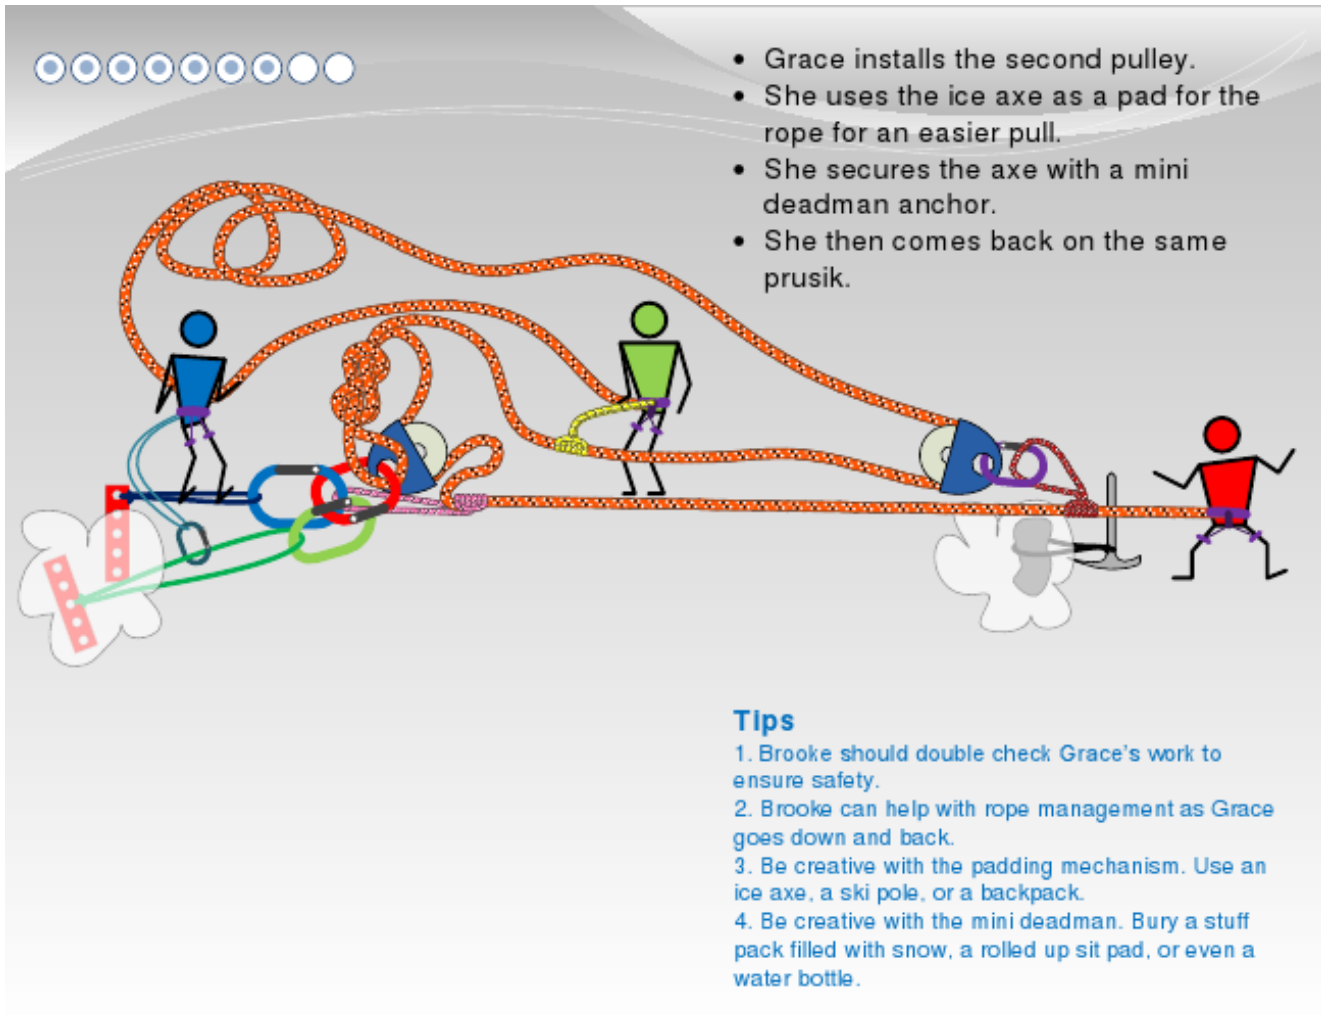 • Grace installs the second pulley.
• She uses the ice axe as a pad for the
rope for an easier pull.
• She secures the axe with a mini
deadman anchor.
• She then comes back on the same
prusik.
Tips
1. Brooke should double check Grace's work to
ensure safety.
2. Brooke can help with rope management as Grace
goes down and back.
3. Be creative with the padding mechanism. Use an
ice axe, a ski pole, or a backpack.
4. Be creative with the mini deadman. Bury a stuff
pack filled with snow, a rolled up sit pad, or even a
water bottle.